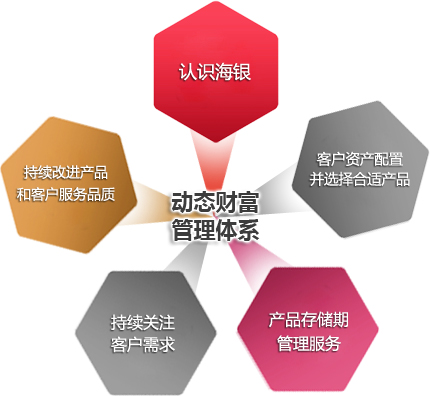 认识海银
客户资产配置
并选择合适产品
持续改进产品
和客户服务品质
动态财富
管理体系
产品存储期
管理服务
持续关注
客户需求